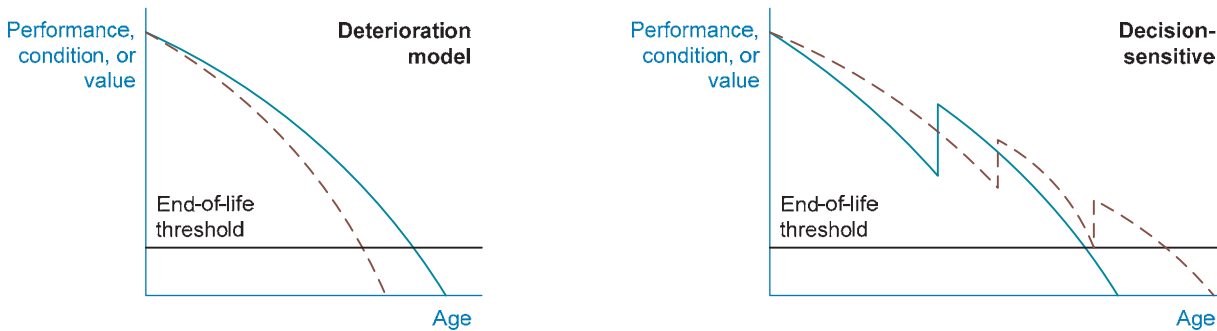 Performance,
condition, or
value
Deterioration
model
End-of-life
threshold
Age
Performance,
condition, or
value
Decision-
sensitive
End-of-life
threshold
Age